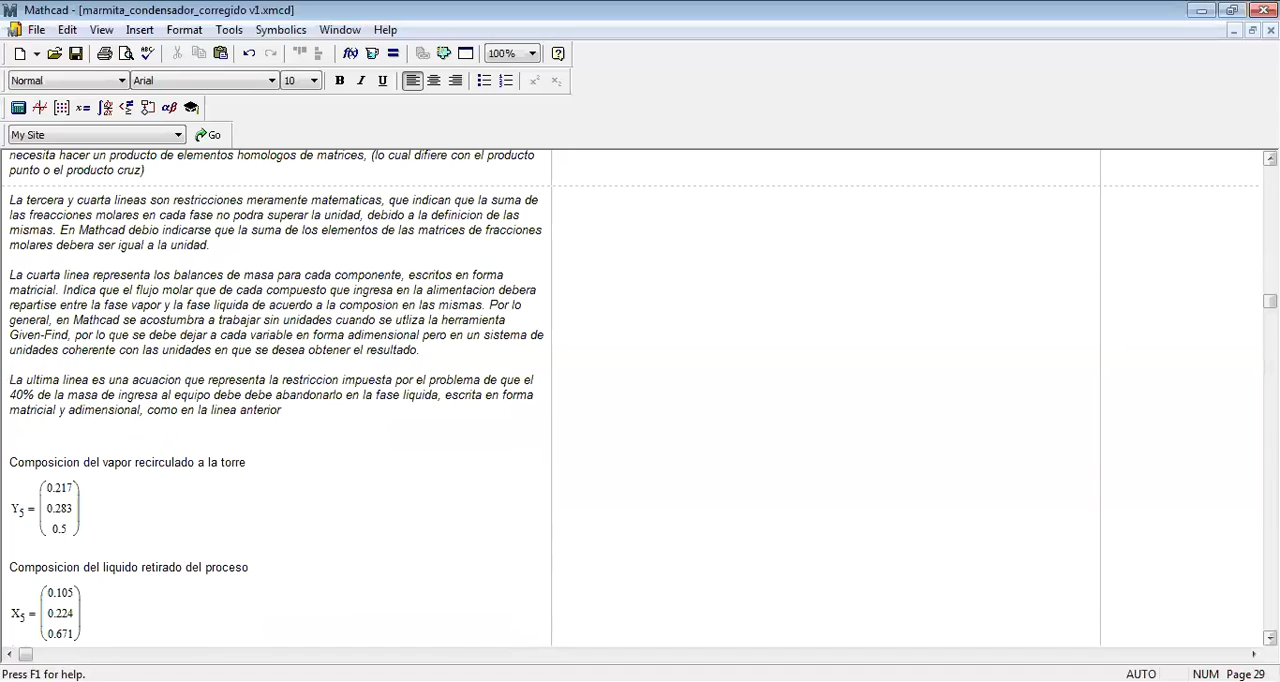 Mathcad - [marmita_condensador_corregido v1.xmcd]
File Edit View Insert Format Tools Symbolics Window Help
100%
Normal Arial 10 B I U
My Site Go
necesita hacer un producto de elementos homologos de matrices, (lo cual difiere con el producto
punto o el producto cruz)
La tercera y cuarta lineas son restricciones meramente matematicas, que indican que la suma de
las freacciones molares en cada fase no podra superar la unidad, debido a la definicion de las
mismas. En Mathcad debio indicarse que la suma de los elementos de las matrices de fracciones
molares debera ser igual a la unidad.
La cuarta linea representa los balances de masa para cada componente, escritos en forma
matricial. Indica que el flujo molar que de cada compuesto que ingresa en la alimentacion debera
repartise entre la fase vapor y la fase liquida de acuerdo a la composion en las mismas. Por lo
general, en Mathcad se acostumbra a trabajar sin unidades cuando se utliza la herramienta
Given-Find, por lo que se debe dejar a cada variable en forma adimensional pero en un sistema de
unidades coherente con las unidades en que se desea obtener el resultado.
La ultima linea es una acuacion que representa la restriccion impuesta por el problema de que el
40% de la masa de ingresa al equipo debe debe abandonarlo en la fase liquida, escrita en forma
matricial y adimensional, como en la linea anterior
Composicion del vapor recirculado a la torre
0.217
Y5 = 0.283
0.5
Composicion del liquido retirado del proceso
0.105
X5 = 0.224
0.671
Press F1 for help. AUTO NUM Page 29